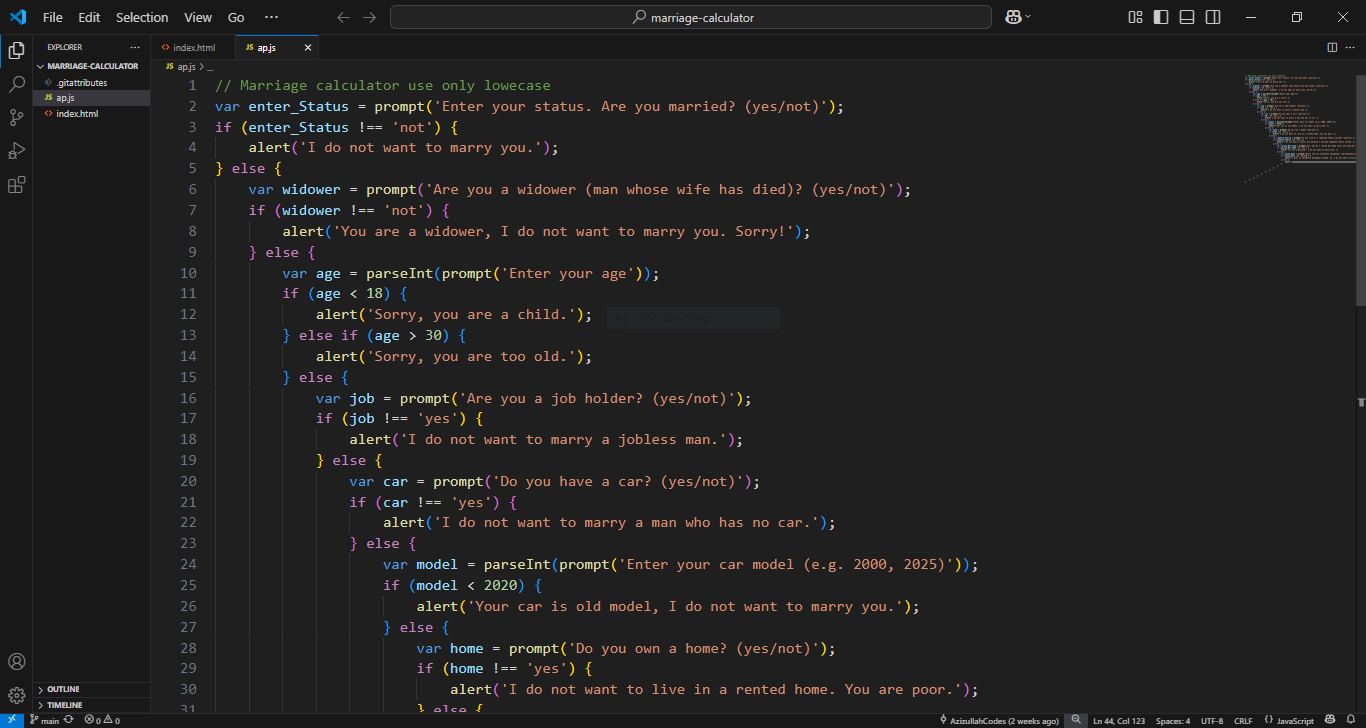 File Edit Selection View Go ··· marriage-calculator
EXPLORER ···
MARRIAGE-CALCULATOR
.gitattributes
JS ap.js
<> index.html
OUTLINE
TIMELINE
<> index.html JS ap.js ×
JS ap.js > ...
1 // Marriage calculator use only lowecase
2 var enter_Status = prompt('Enter your status. Are you married? (yes/not)');
3 if (enter_Status !== 'not') {
4 alert('I do not want to marry you.');
5 } else {
6 var widower = prompt('Are you a widower (man whose wife has died)? (yes/not)');
7 if (widower !== 'not') {
8 alert('You are a widower, I do not want to marry you. Sorry!');
9 } else {
10 var age = parseInt(prompt('Enter your age'));
11 if (age < 18) {
12 alert('Sorry, you are a child.');
13 } else if (age > 30) {
14 alert('Sorry, you are too old.');
15 } else {
16 var job = prompt('Are you a job holder? (yes/not)');
17 if (job !== 'yes') {
18 alert('I do not want to marry a jobless man.');
19 } else {
20 var car = prompt('Do you have a car? (yes/not)');
21 if (car !== 'yes') {
22 alert('I do not want to marry a man who has no car.');
23 } else {
24 var model = parseInt(prompt('Enter your car model (e.g. 2000, 2025)'));
25 if (model < 2020) {
26 alert('Your car is old model, I do not want to marry you.');
27 } else {
28 var home = prompt('Do you own a home? (yes/not)');
29 if (home !== 'yes') {
30 alert('I do not want to live in a rented home. You are poor.');
31 } else {
main 0 0 AzizullahCodes (2 weeks ago) Ln 44, Col 123 Spaces: 4 UTF-8 CRLF {} JavaScript